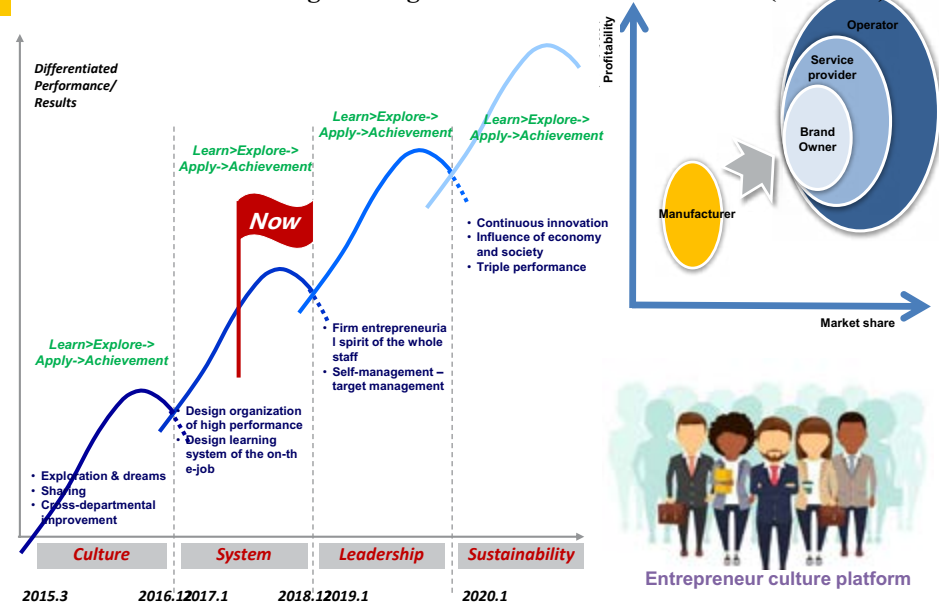 Differentiated
Performance/
Results
Learn>Explore->
Apply->Achievement
Learn>Explore->
Apply->Achievement
Learn>Explore->
Apply->Achievement
Learn>Explore->
Apply->Achievement
Now
• Exploration & dreams
• Sharing
• Cross-departmental
improvement
• Design organization
of high performance
• Design learning
system of the on-th
e-job
• Firm entrepreneuria
l spirit of the whole
staff
• Self-management –
target management
• Continuous innovation
• Influence of economy
and society
• Triple performance
Culture
System
Leadership
Sustainability
2015.3
2016.12
2017.1
2018.12
2019.1
2020.1
Profitability
Operator
Service
provider
Brand
Owner
Manufacturer
Market share
Entrepreneur culture platform